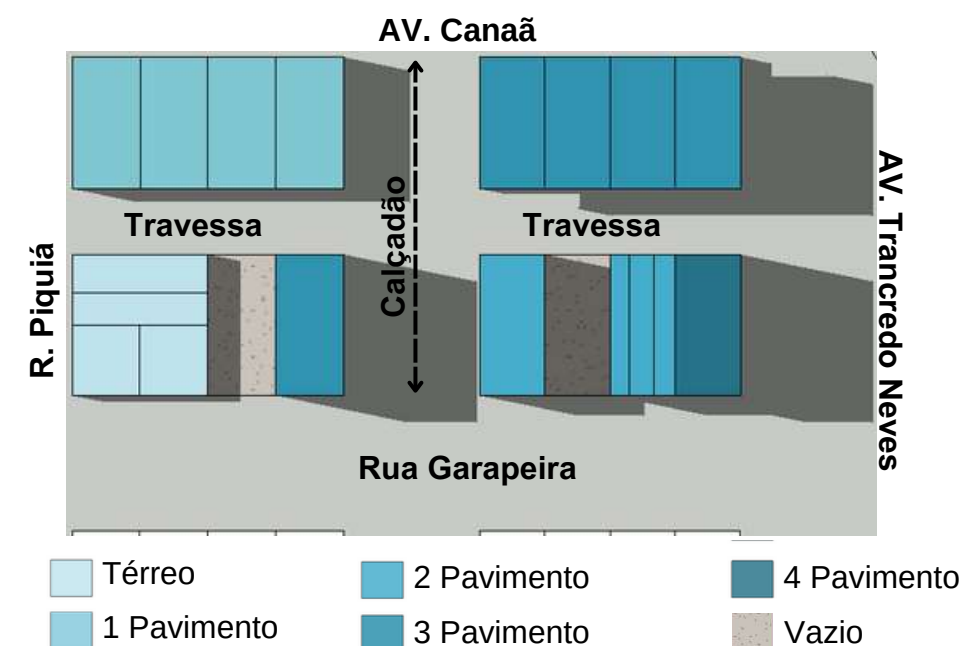 AV. Canaã
Calçadão
Travessa
Travessa
R. Piquiá
AV. Trancredo Neves
Rua Garapeira
Térreo
1 Pavimento
2 Pavimento
3 Pavimento
4 Pavimento
Vazio